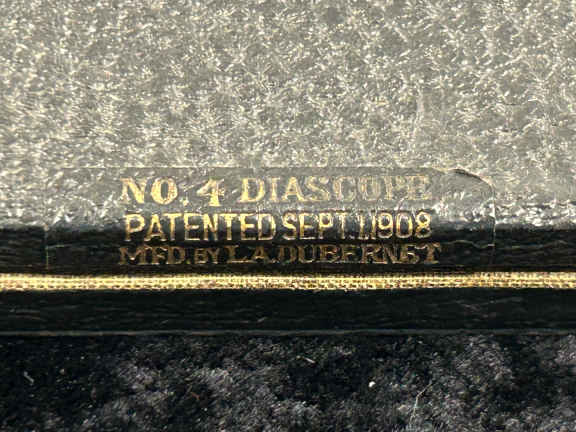 NO. 4 DIASCOPE
PATENTED SEPT. 1, 1908
MFD. BY L.A. DUBERNET